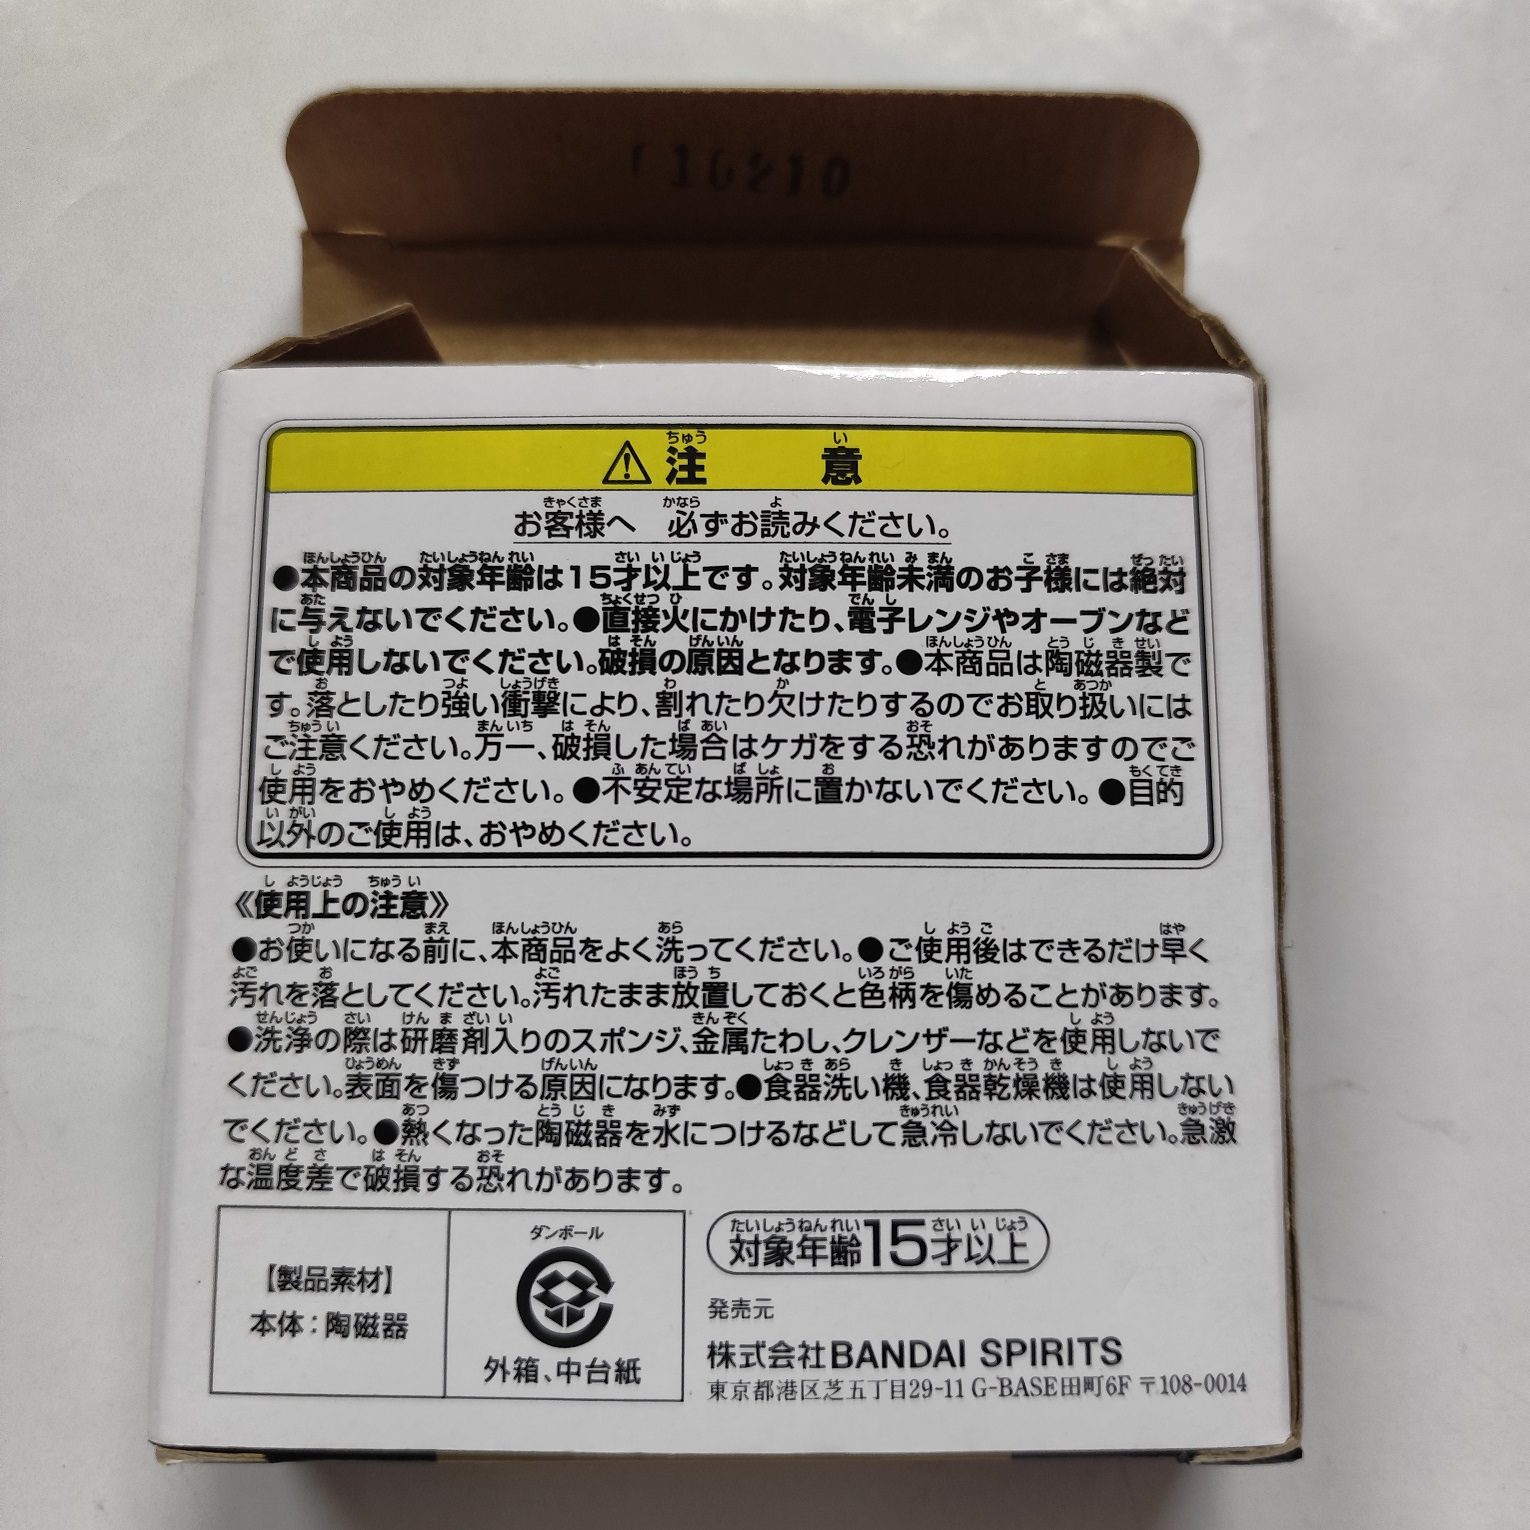 ⚠注 意
お客様へ 必ずお読みください。
●本商品の対象年齢は15才以上です。対象年齢未満のお子様には絶対
に与えないでください。●直接火にかけたり、電子レンジやオーブンなど
で使用しないでください。破損の原因となります。●本商品は陶磁器製で
す。落としたり強い衝撃により、割れたり欠けたりするのでお取り扱いには
ご注意ください。万一、破損した場合はケガをする恐れがありますのでご
使用をおやめください。●不安定な場所に置かないでください。●目的
以外のご使用は、おやめください。
《使用上の注意》
●お使いになる前に、本商品をよく洗ってください。●ご使用後はできるだけ早く
汚れを落としてください。汚れたまま放置しておくと色柄を傷めることがあります。
●洗浄の際は研磨剤入りのスポンジ、金属たわし、クレンザーなどを使用しないで
ください。表面を傷つける原因になります。●食器洗い機、食器乾燥機は使用しない
でください。●熱くなった陶磁器を水につけるなどして急冷しないでください。急激
な温度差で破損する恐れがあります。
【製品素材】
本体：陶磁器
ダンボール
外箱、中台紙
対象年齢15才以上
発売元
株式会社BANDAI SPIRITS
東京都港区芝五丁目29-11 G-BASE田町6F 〒108-0014